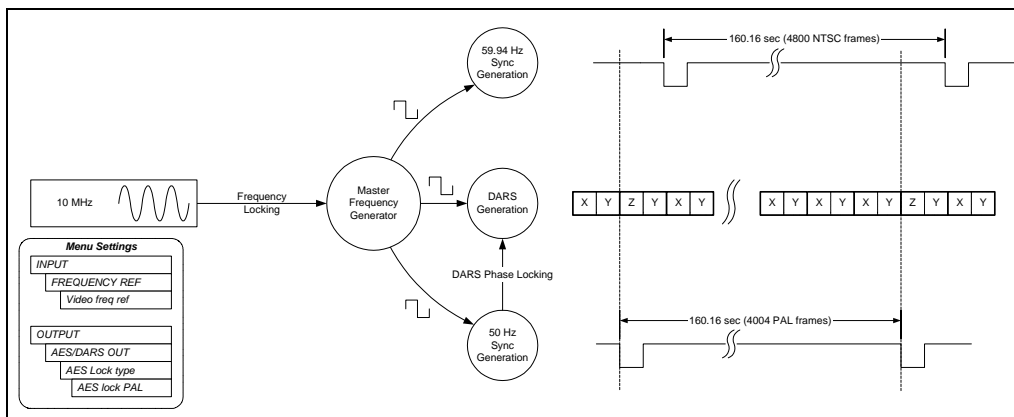 59.94 Hz
Sync
Generation
160.16 sec (4800 NTSC frames)
10 MHz
Frequency
Locking
Master
Frequency
Generator
DARS
Generation
X Y Z Y X Y
X Y X Y X Y Z Y X Y
Menu Settings
INPUT
FREQUENCY REF
Video freq ref
OUTPUT
AES/DARS OUT
AES Lock type
AES lock PAL
DARS Phase Locking
50 Hz
Sync
Generation
160.16 sec (4004 PAL frames)